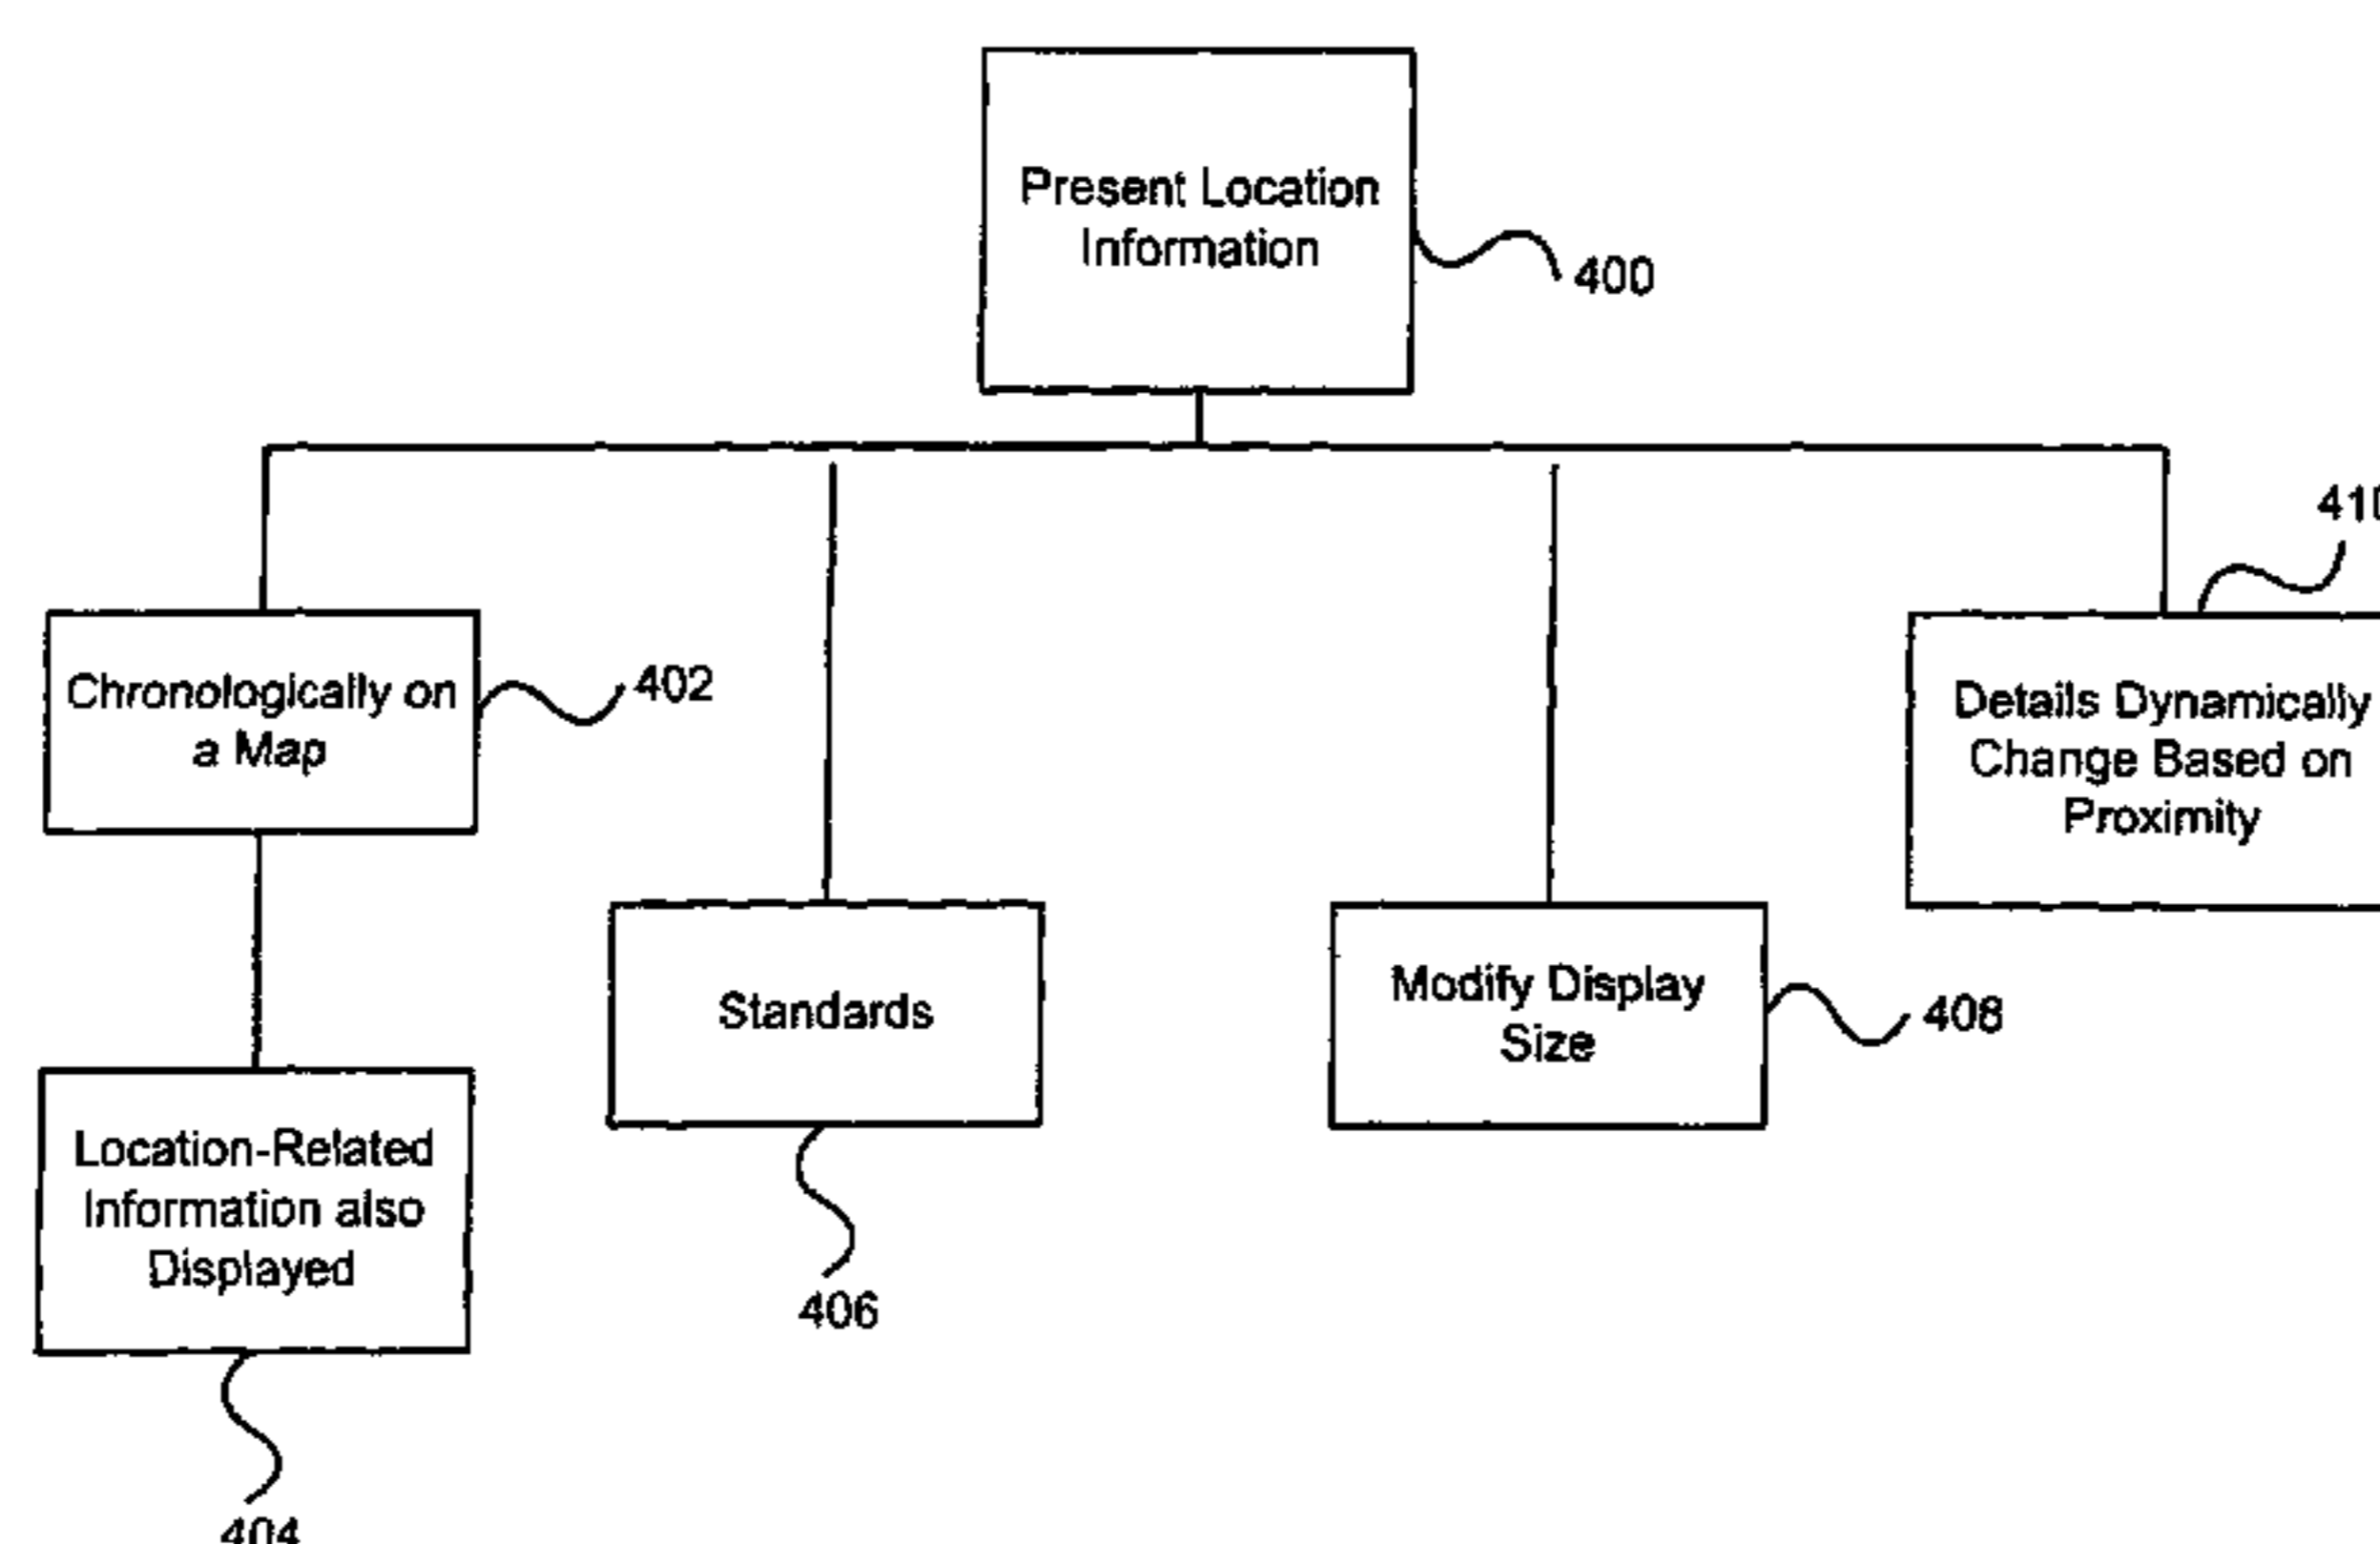 Present Location
Information
400
410
Chronologically on
a Map
402
Details Dynamically
Change Based on
Proximity
Standards
406
Modify Display
Size
408
Location-Related
Information also
Displayed
404